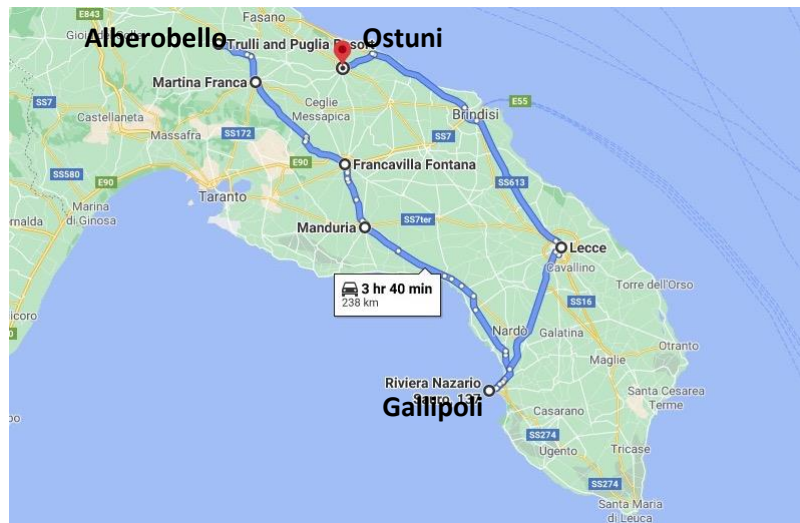 E843
Fasano
Alberobello
Ostuni
Trulli and Puglia Resort
Martina Franca
SS7
Castellaneta
Ceglie
Messapica
Brindisi
E55
Massafra
SS172
SS7
E90
Francavilla Fontana
SS580
E90
Taranto
SS613
Marina
di Ginosa
Manduria
SS7ter
Lecce
Cavallino
3 hr 40 min
238 km
Torre dell'Orso
SS16
Nardò
Galatina
Maglie
Otranto
Riviera Nazario
Sauro, 137
Gallipoli
Santa Cesarea
Terme
Casarano
SS274
Ugento
Tricase
SS274
Santa Maria
di Leuca